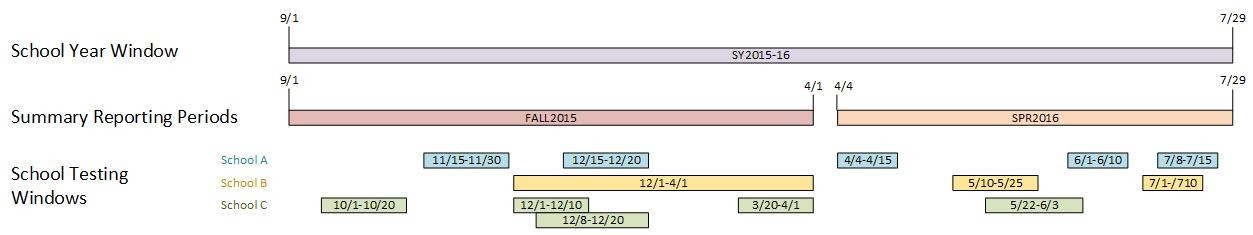 9/1 7/29
School Year Window
SY2015-16
9/1 4/1 4/4 7/29
Summary Reporting Periods
FALL2015 SPR2016
School Testing
Windows
School A 11/15-11/30 12/15-12/20 4/4-4/15 6/1-6/10 7/8-7/15
School B 12/1-4/1 5/10-5/25 7/1-/710
School C 10/1-10/20 12/1-12/10 3/20-4/1 5/22-6/3
12/8-12/20